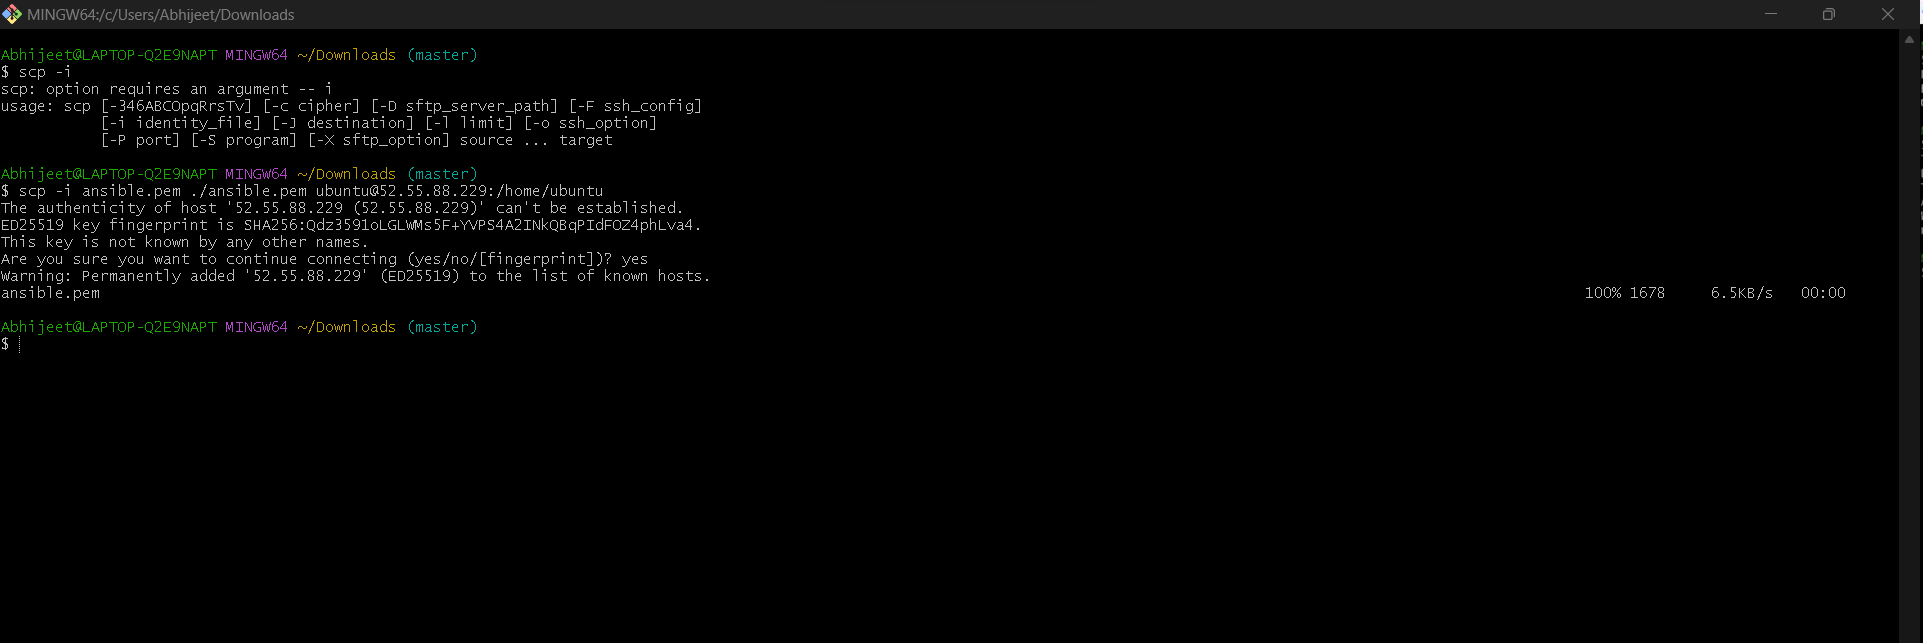 MINGW64:/c/Users/Abhijeet/Downloads
Abhijeet@LAPTOP-Q2E9NAPT MINGW64 ~/Downloads (master)
$ scp -i
scp: option requires an argument -- i
usage: scp [-346ABCOpqRrsTv] [-c cipher] [-D sftp_server_path] [-F ssh_config]
           [-i identity_file] [-J destination] [-l limit] [-o ssh_option]
           [-P port] [-S program] [-X sftp_option] source ... target
Abhijeet@LAPTOP-Q2E9NAPT MINGW64 ~/Downloads (master)
$ scp -i ansible.pem ./ansible.pem ubuntu@52.55.88.229:/home/ubuntu
The authenticity of host '52.55.88.229 (52.55.88.229)' can't be established.
ED25519 key fingerprint is SHA256:Qdz3591oLGLWMs5F+YVPS4A2INkQBqPIdFOZ4phLva4.
This key is not known by any other names.
Are you sure you want to continue connecting (yes/no/[fingerprint])? yes
Warning: Permanently added '52.55.88.229' (ED25519) to the list of known hosts.
ansible.pem 100% 1678 6.5KB/s 00:00
Abhijeet@LAPTOP-Q2E9NAPT MINGW64 ~/Downloads (master)
$